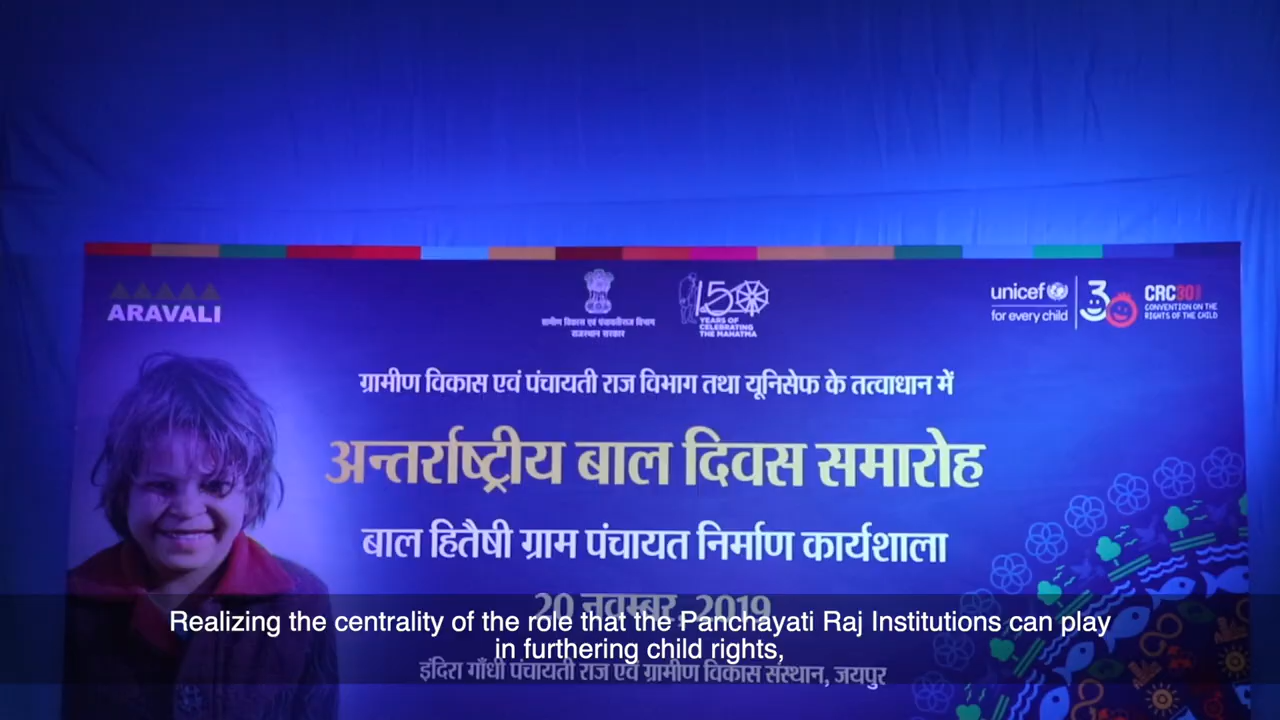 ARAVALI
ग्रामीण विकास एवं पंचायतीराज विभाग
राजस्थान सरकार
150
YEARS OF
CELEBRATING
THE MAHATMA
unicef
for every child
30
CRC30
CONVENTION ON THE
RIGHTS OF THE CHILD
ग्रामीण विकास एवं पंचायती राज विभाग तथा यूनिसेफ के तत्वाधान में
अन्तर्राष्ट्रीय बाल दिवस समारोह
बाल हितैषी ग्राम पंचायत निर्माण कार्यशाला
20 नवम्बर, 2019
Realizing the centrality of the role that the Panchayati Raj Institutions can play
in furthering child rights,
इंदिरा गाँधी पंचायती राज एवं ग्रामीण विकास संस्थान, जयपुर